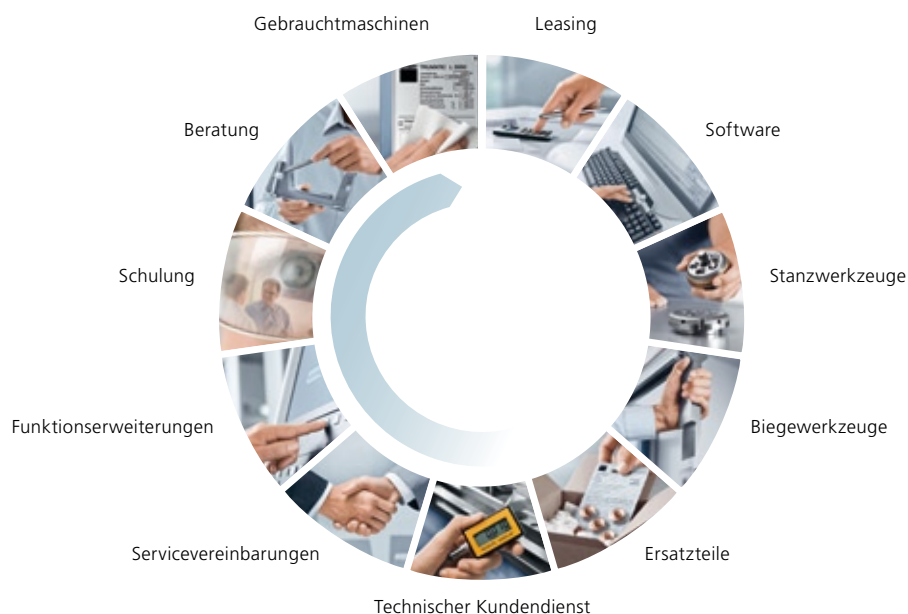 Gebrauchtmaschinen
Leasing
Beratung
Software
Schulung
Stanzwerkzeuge
Funktionserweiterungen
Biegewerkzeuge
Servicevereinbarungen
Ersatzteile
Technischer Kundendienst